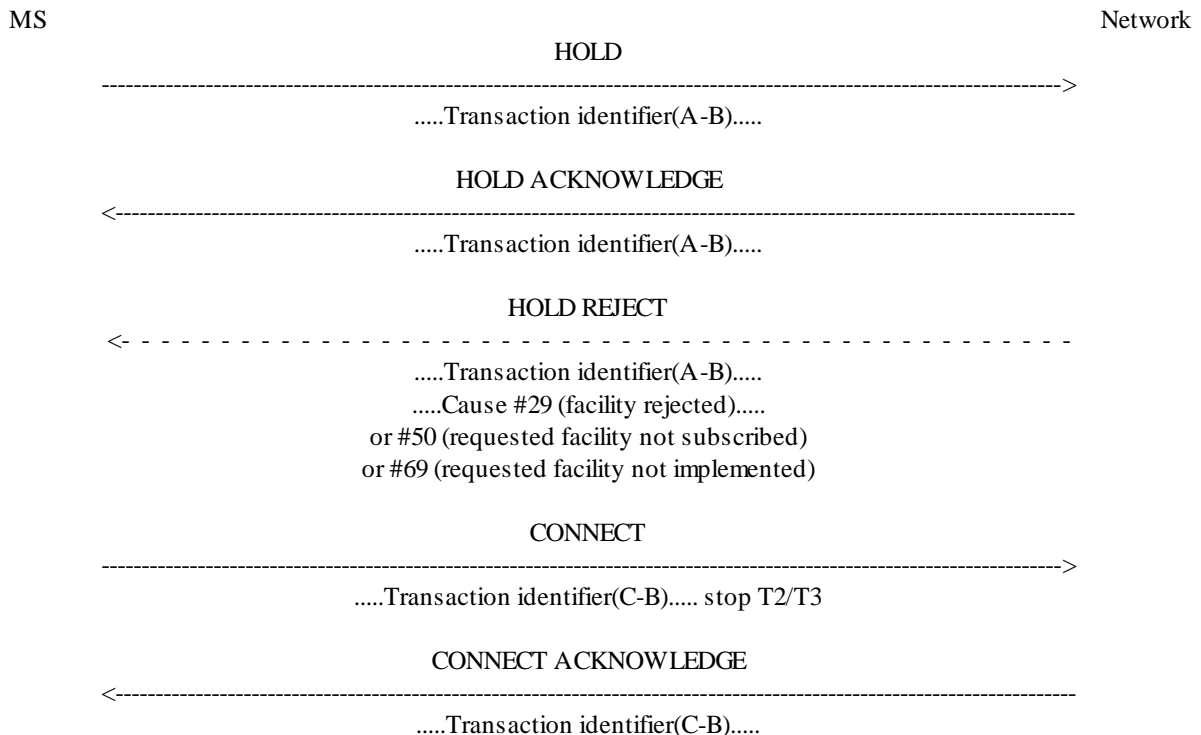 MS Network
HOLD
------------------------------------------------------------------------------------------------------------------------>
.....Transaction identifier(A-B).....
HOLD ACKNOWLEDGE
<------------------------------------------------------------------------------------------------------------------------
.....Transaction identifier(A-B).....
HOLD REJECT
<- - - - - - - - - - - - - - - - - - - - - - - - - - - - - - - - - - - - - - - - - - - - - - - - - -
.....Transaction identifier(A-B).....
.....Cause #29 (facility rejected).....
or #50 (requested facility not subscribed)
or #69 (requested facility not implemented)
CONNECT
------------------------------------------------------------------------------------------------------------------------>
.....Transaction identifier(C-B)..... stop T2/T3
CONNECT ACKNOWLEDGE
<------------------------------------------------------------------------------------------------------------------------
.....Transaction identifier(C-B).....